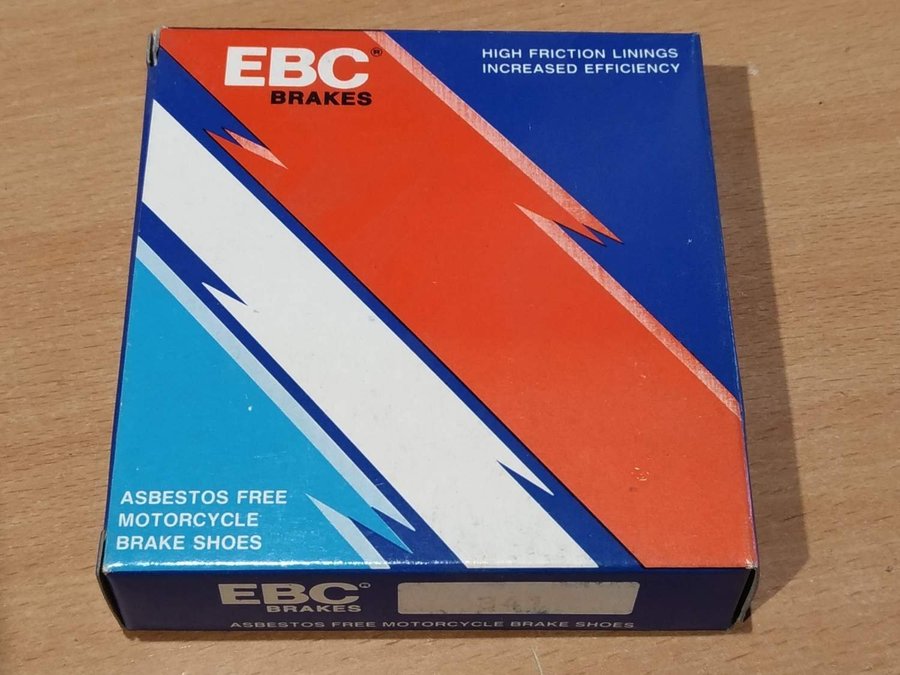 EBC®
BRAKES
HIGH FRICTION LININGS
INCREASED EFFICIENCY
ASBESTOS FREE
MOTORCYCLE
BRAKE SHOES
EBC®
BRAKES
ASBESTOS FREE MOTORCYCLE BRAKE SHOES